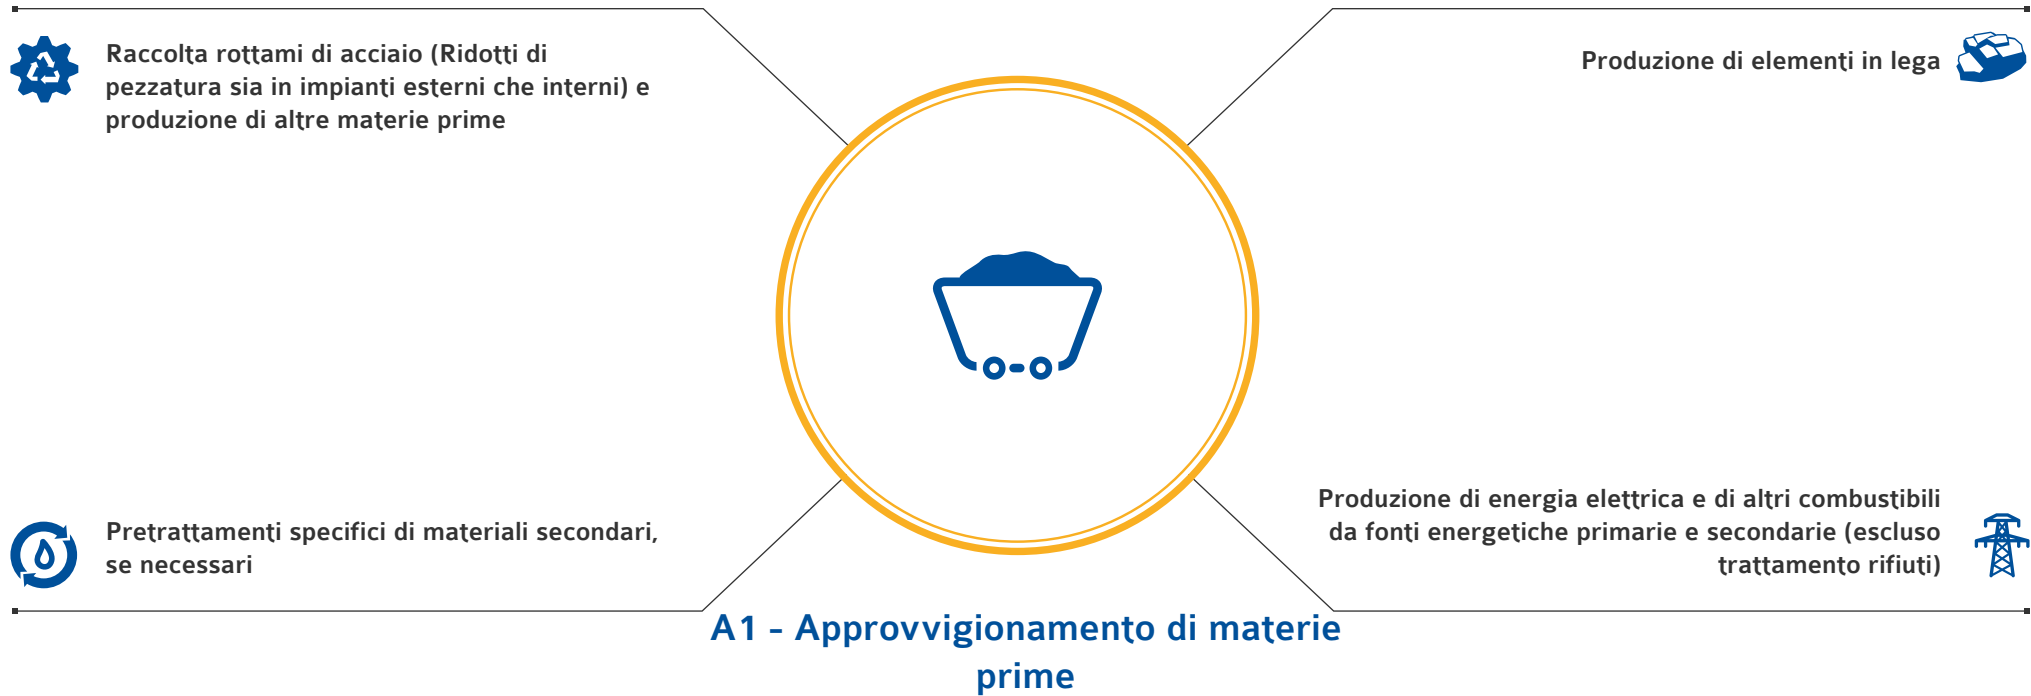 Raccolta rottami di acciaio (Ridotti di
pezzatura sia in impianti esterni che interni) e
produzione di altre materie prime
Produzione di elementi in lega
Pretrattamenti specifici di materiali secondari,
se necessari
Produzione di energia elettrica e di altri combustibili
da fonti energetiche primarie e secondarie (escluso
trattamento rifiuti)
A1 - Approvvigionamento di materie
prime